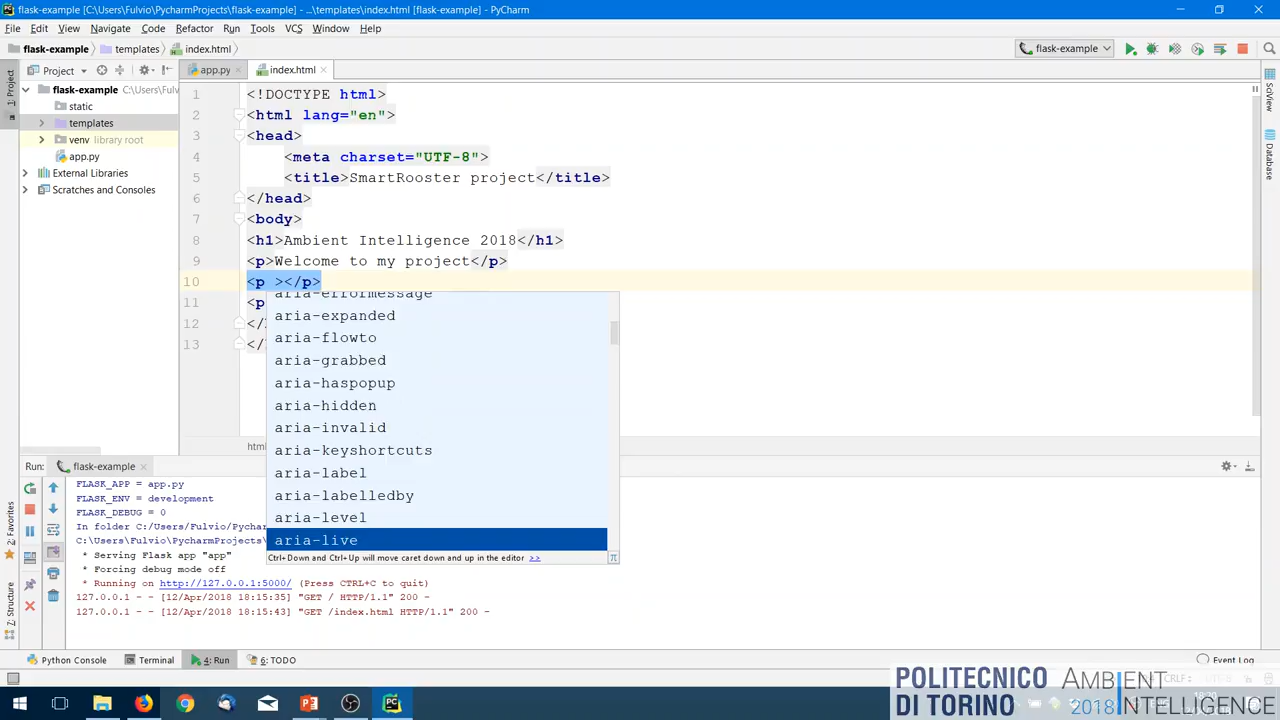 flask-example [C:\Users\Fulvio\PycharmProjects\flask-example] - ...\templates\index.html [flask-example] - PyCharm
File Edit View Navigate Code Refactor Run Tools VCS Window Help
flask-example templates index.html flask-example
1: Project
Project app.py index.html
flask-example C:\Users\Fulv
static
templates
venv library root
app.py
External Libraries
Scratches and Consoles
1 <!DOCTYPE html>
2 <html lang="en">
3 <head>
4 <meta charset="UTF-8">
5 <title>SmartRooster project</title>
6 </head>
7 <body>
8 <h1>Ambient Intelligence 2018</h1>
9 <p>Welcome to my project</p>
10 <p ></p>
11 <p
12 </
13 </
aria-errormessage
aria-expanded
aria-flowto
aria-grabbed
aria-haspopup
aria-hidden
aria-invalid
aria-keyshortcuts
aria-label
aria-labelledby
aria-level
aria-live
Ctrl+Down and Ctrl+Up will move caret down and up in the editor >>
html
SciView
Database
Run: flask-example
FLASK_APP = app.py
FLASK_ENV = development
FLASK_DEBUG = 0
In folder C:/Users/Fulvio/Pychar
C:\Users\Fulvio\PycharmProjects\
* Serving Flask app "app"
* Forcing debug mode off
* Running on http://127.0.0.1:5000/ (Press CTRL+C to quit)
127.0.0.1 - - [12/Apr/2018 18:15:35] "GET / HTTP/1.1" 200 -
127.0.0.1 - - [12/Apr/2018 18:15:43] "GET /index.html HTTP/1.1" 200 -
2: Favorites
Z: Structure
Python Console Terminal 4: Run 6: TODO Event Log
POLITECNICO
DI TORINO
AMBIENT
2018 INTELLIGENCE